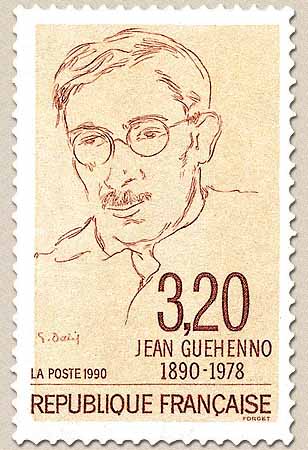 3,20
JEAN GUEHENNO
LA POSTE 1990 1890-1978
REPUBLIQUE FRANÇAISE
FORGET